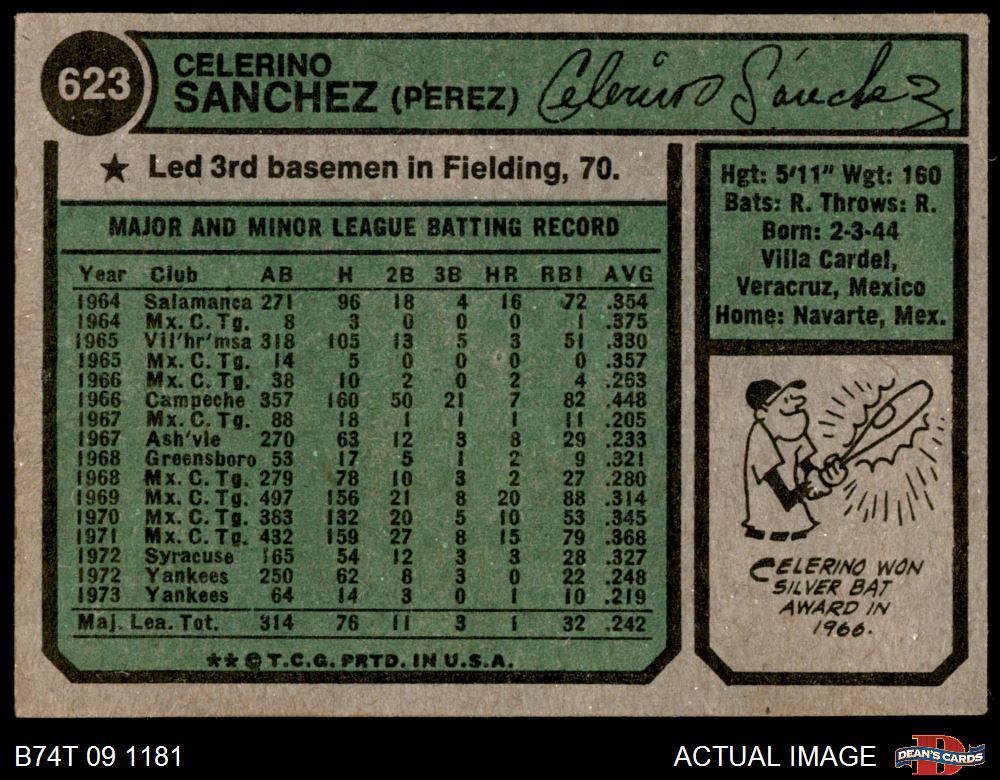 623
CELERINO
SANCHEZ (PEREZ)
Celerino Sánchez
★ Led 3rd basemen in Fielding, 70.
MAJOR AND MINOR LEAGUE BATTING RECORD
Year Club AB H 2B 3B HR RBI AVG
1964 Salamanca 271 96 18 4 16 72 .354
1964 Mx. C. Tg. 8 3 0 0 0 1 .375
1965 Vil'hr'msa 318 105 13 5 3 51 .330
1965 Mx. C. Tg. 14 5 0 0 0 0 .357
1966 Mx. C. Tg. 38 10 2 0 2 4 .263
1966 Campeche 357 160 50 21 7 82 .448
1967 Mx. C. Tg. 88 18 1 1 1 11 .205
1967 Ash'vle 270 63 12 3 8 29 .233
1968 Greensboro 53 17 5 1 2 9 .321
1968 Mx. C. Tg. 279 78 10 3 2 27 .280
1969 Mx. C. Tg. 497 156 21 8 20 88 .314
1970 Mx. C. Tg. 383 132 20 5 10 53 .345
1971 Mx. C. Tg. 432 159 27 8 15 79 .368
1972 Syracuse 165 54 12 3 3 28 .327
1972 Yankees 250 62 8 3 0 22 .248
1973 Yankees 64 14 3 0 1 10 .219
Maj. Lea. Tot. 314 76 11 3 1 32 .242
** © T.C.G. PRTD. IN U.S.A.
Hgt: 5'11" Wgt: 160
Bats: R. Throws: R.
Born: 2-3-44
Villa Cardel,
Veracruz, Mexico
Home: Navarte, Mex.
CELERINO WON
SILVER BAT
AWARD IN
1966.
B74T 09 1181
ACTUAL IMAGE
DEAN'S CARDS